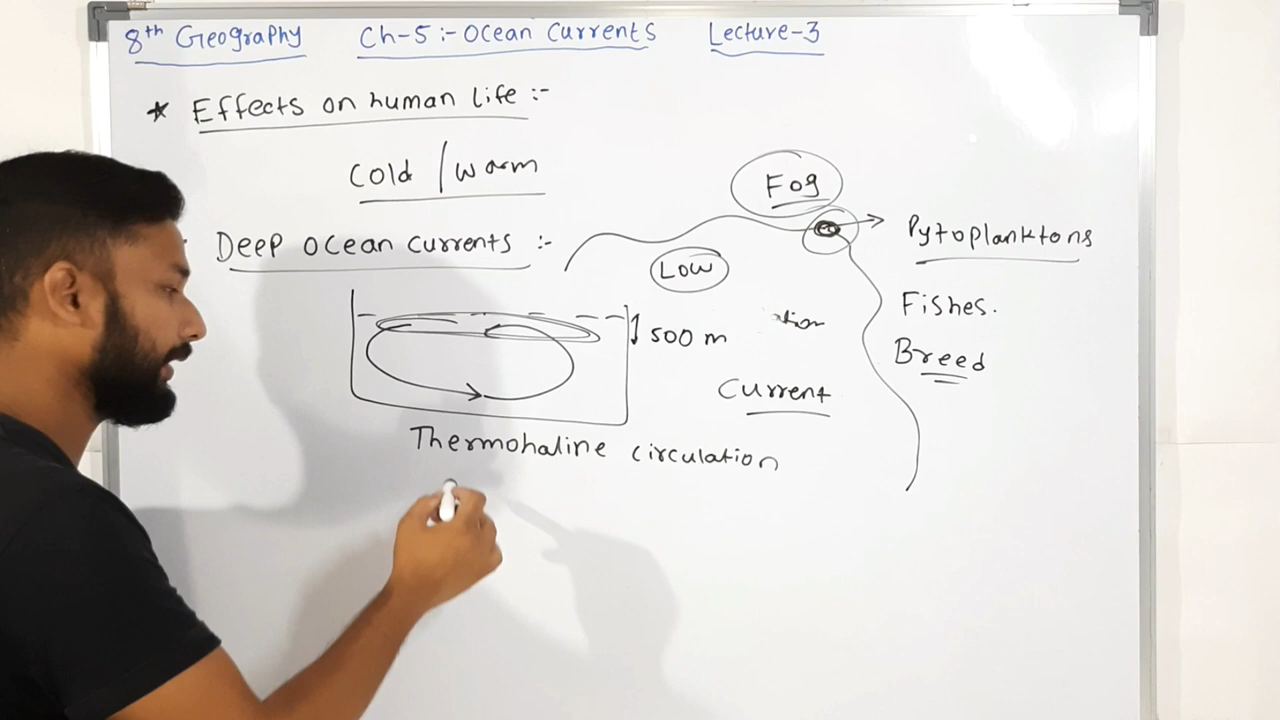 8th Geography Ch-5:- Ocean Currents Lecture-3
* Effects on human life :-
Cold / warm
Fog
Pytoplanktons
Deep ocean currents :-
Low
Fishes.
500 m
Breed
Current
Thermohaline circulation